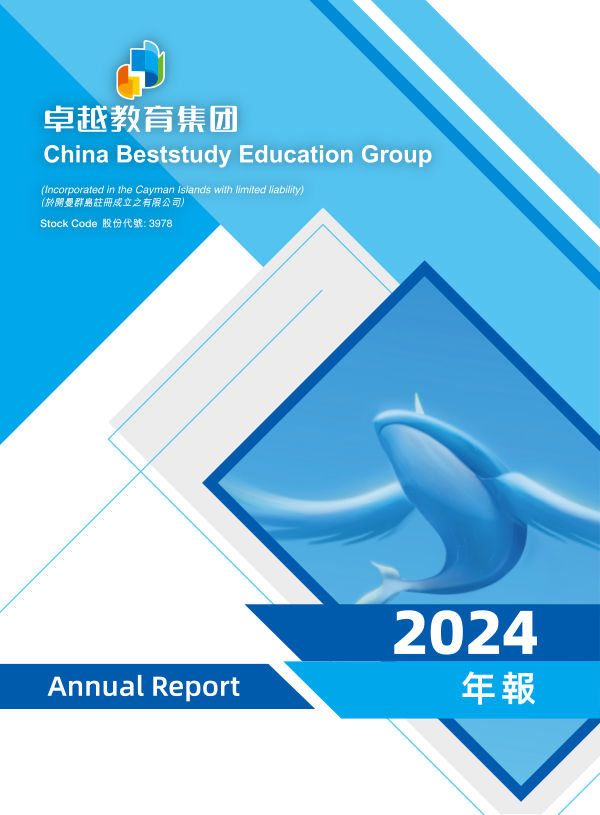 卓越教育集团
China Beststudy Education Group
(Incorporated in the Cayman Islands with limited liability)
(於開曼群島註冊成立之有限公司)
Stock Code 股份代號: 3978
2024
Annual Report
年報